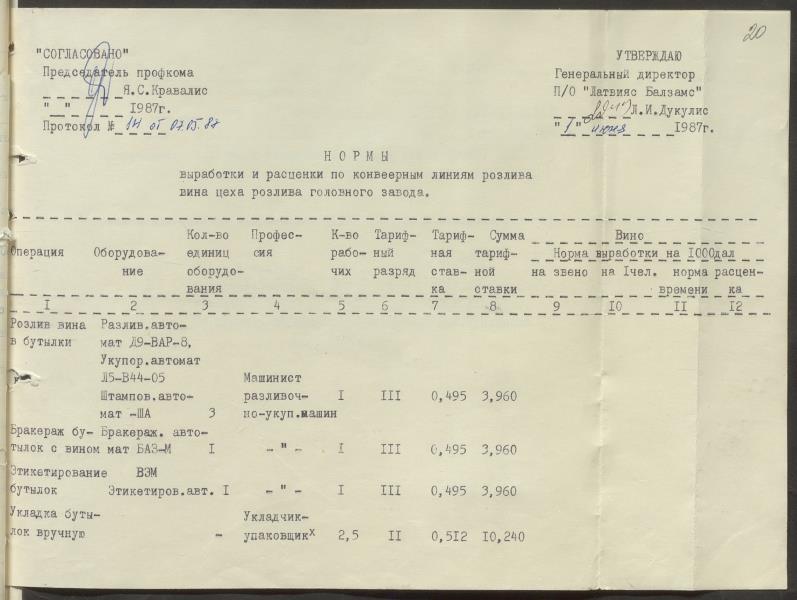 20
"СОГЛАСОВАНО" УТВЕРЖДАЮ
Председатель профкома Генеральный директор
Я.С.Кравалис П/О "Латвияс Балзамс"
" " 1987г. Л.И.Дукулис
Протокол № 14 от 07.05.87 "1" июня 1987г.
Н О Р М Ы
выработки и расценки по конвеерным линиям розлива
вина цеха розлива головного завода.
Кол-во Профес- К-во Тариф- Тариф- Сумма Вино
Операция Оборудова- единиц сия рабо- ный ная тариф- Норма выработки на 1000дал
ние оборудо- чих разряд став- ной на звено на 1чел. норма расцен-
вания ка ставки времени ка
I 2 3 4 5 6 7 8 9 10 11 12
Розлив вина Разлив.авто-
в бутылки мат Д9-ВАР-8,
Укупор.автомат
Л5-В44-05 Машинист
Штампов.авто- разливоч- I III 0,495 3,960
мат -ША 3 но-укуп.машин
Бракераж бу- Бракераж. авто-
тылок с вином мат БАЗ-М I - " - I III 0,495 3,960
Этикетирование ВЭМ
бутылок Этикетиров.авт. I - " - I III 0,495 3,960
Укладка буты- Укладчик-
лок вручную - упаковщикх 2,5 II 0,512 10,240